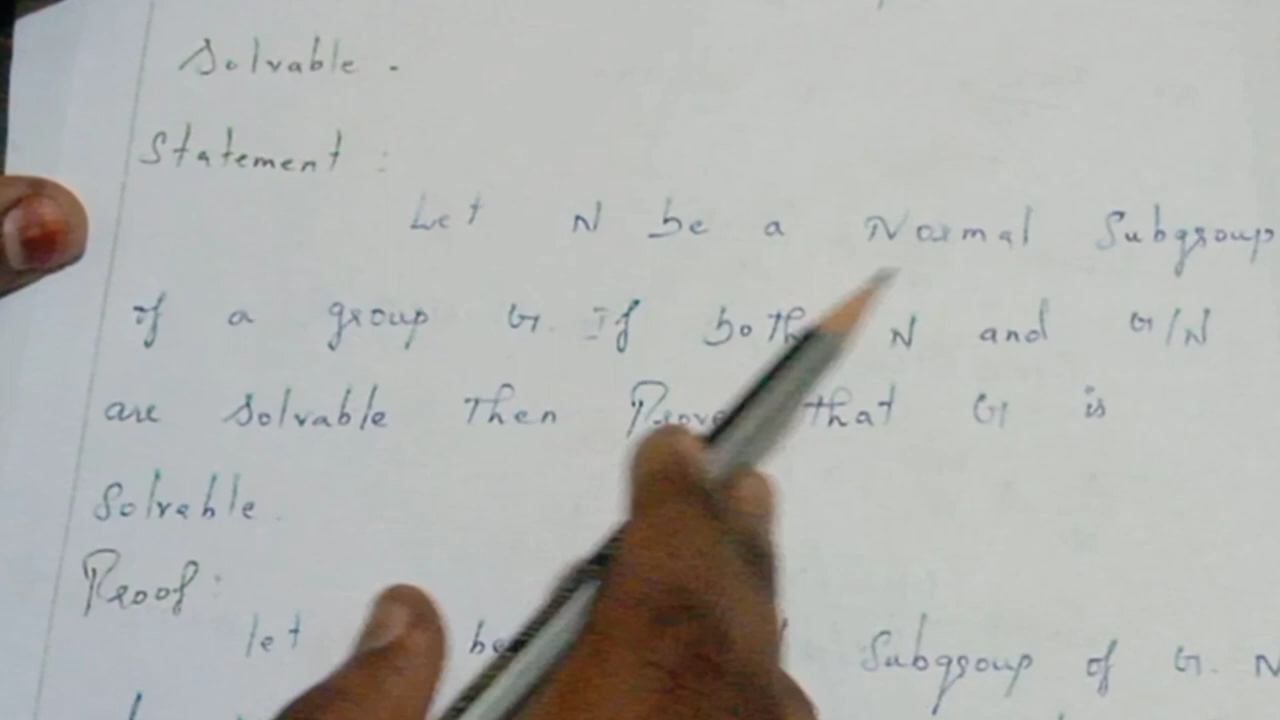 Solvable.
Statement :
Let N be a Normal Subgroup
of a group G. If both N and G/N
are solvable Then Prove that G is
Solvable.
Proof :
let be Subgroup of G. N